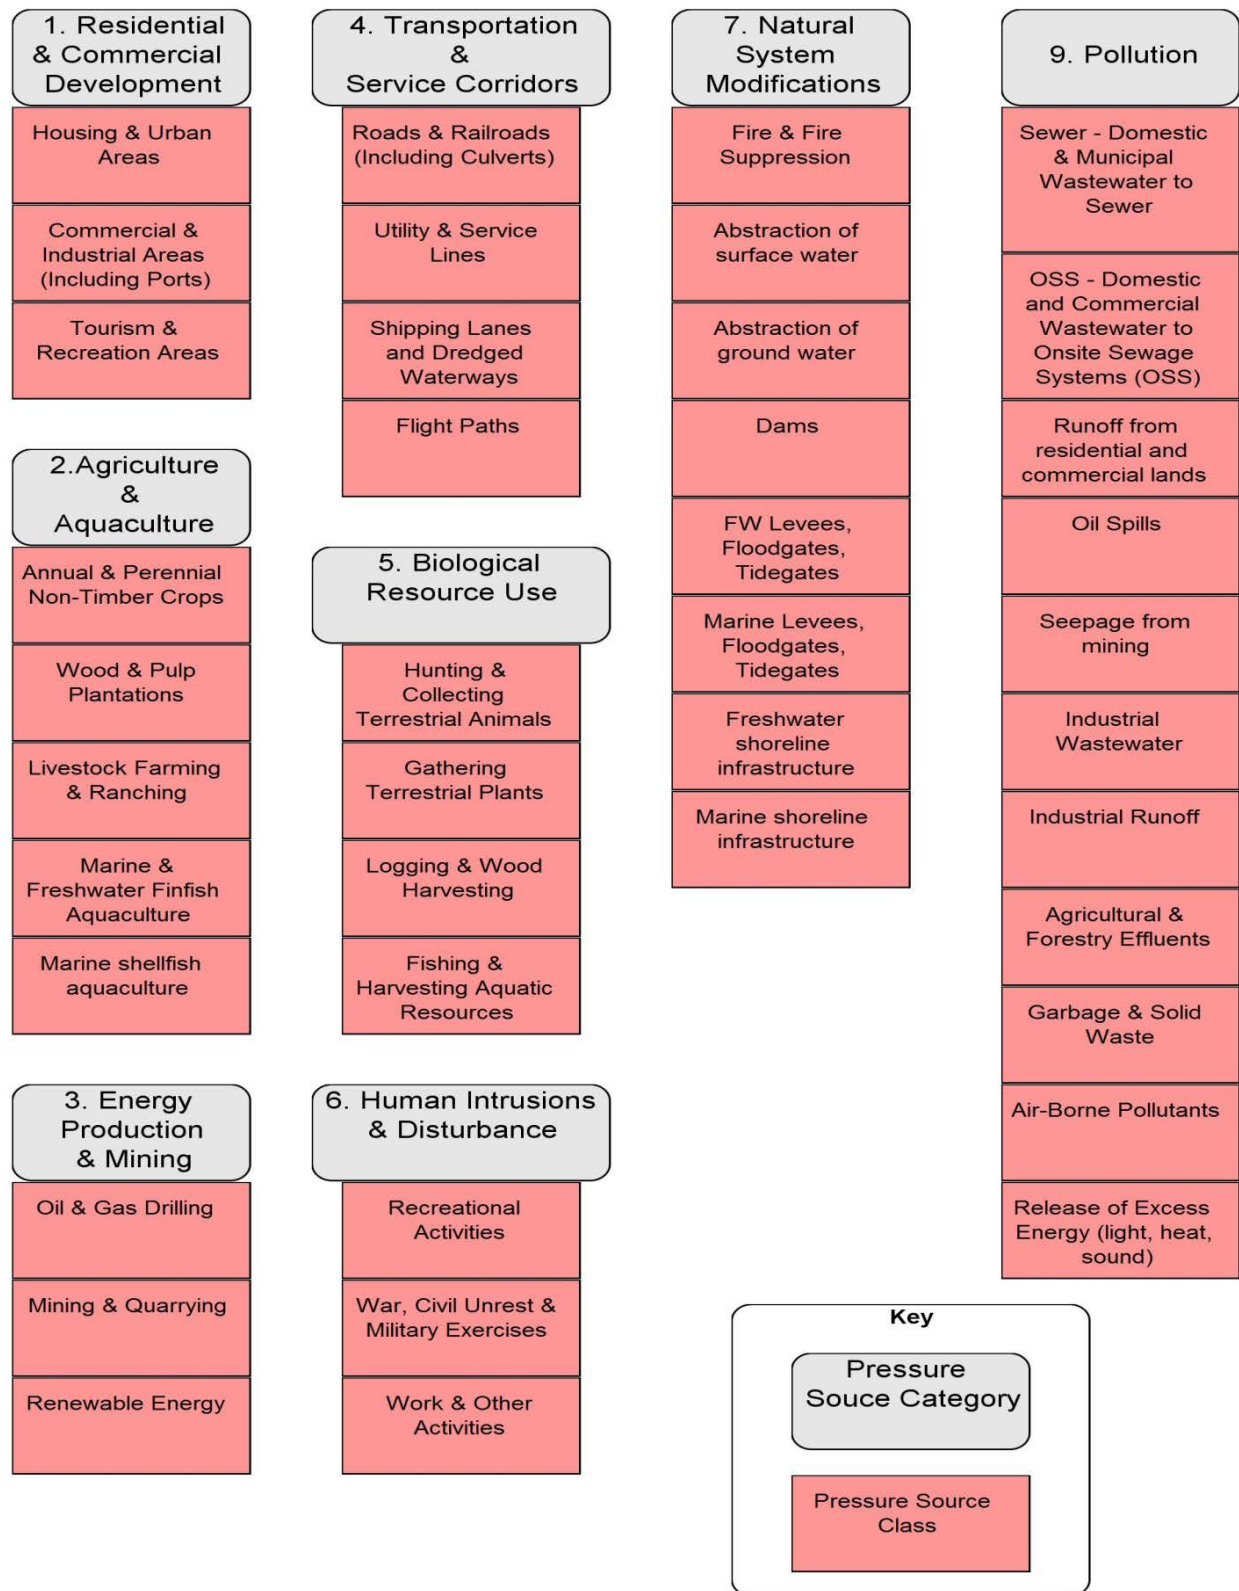 1. Residential
& Commercial
Development
Housing & Urban
Areas
Commercial &
Industrial Areas
(Including Ports)
Tourism &
Recreation Areas
2.Agriculture
&
Aquaculture
Annual & Perennial
Non-Timber Crops
Wood & Pulp
Plantations
Livestock Farming
& Ranching
Marine &
Freshwater Finfish
Aquaculture
Marine shellfish
aquaculture
3. Energy
Production
& Mining
Oil & Gas Drilling
Mining & Quarrying
Renewable Energy
4. Transportation
&
Service Corridors
Roads & Railroads
(Including Culverts)
Utility & Service
Lines
Shipping Lanes
and Dredged
Waterways
Flight Paths
5. Biological
Resource Use
Hunting &
Collecting
Terrestrial Animals
Gathering
Terrestrial Plants
Logging & Wood
Harvesting
Fishing &
Harvesting Aquatic
Resources
6. Human Intrusions
& Disturbance
Recreational
Activities
War, Civil Unrest &
Military Exercises
Work & Other
Activities
7. Natural
System
Modifications
Fire & Fire
Suppression
Abstraction of
surface water
Abstraction of
ground water
Dams
FW Levees,
Floodgates,
Tidegates
Marine Levees,
Floodgates,
Tidegates
Freshwater
shoreline
infrastructure
Marine shoreline
infrastructure
9. Pollution
Sewer - Domestic
& Municipal
Wastewater to
Sewer
OSS - Domestic
and Commercial
Wastewater to
Onsite Sewage
Systems (OSS)
Runoff from
residential and
commercial lands
Oil Spills
Seepage from
mining
Industrial
Wastewater
Industrial Runoff
Agricultural &
Forestry Effluents
Garbage & Solid
Waste
Air-Borne Pollutants
Release of Excess
Energy (light, heat,
sound)
Key
Pressure
Souce Category
Pressure Source
Class